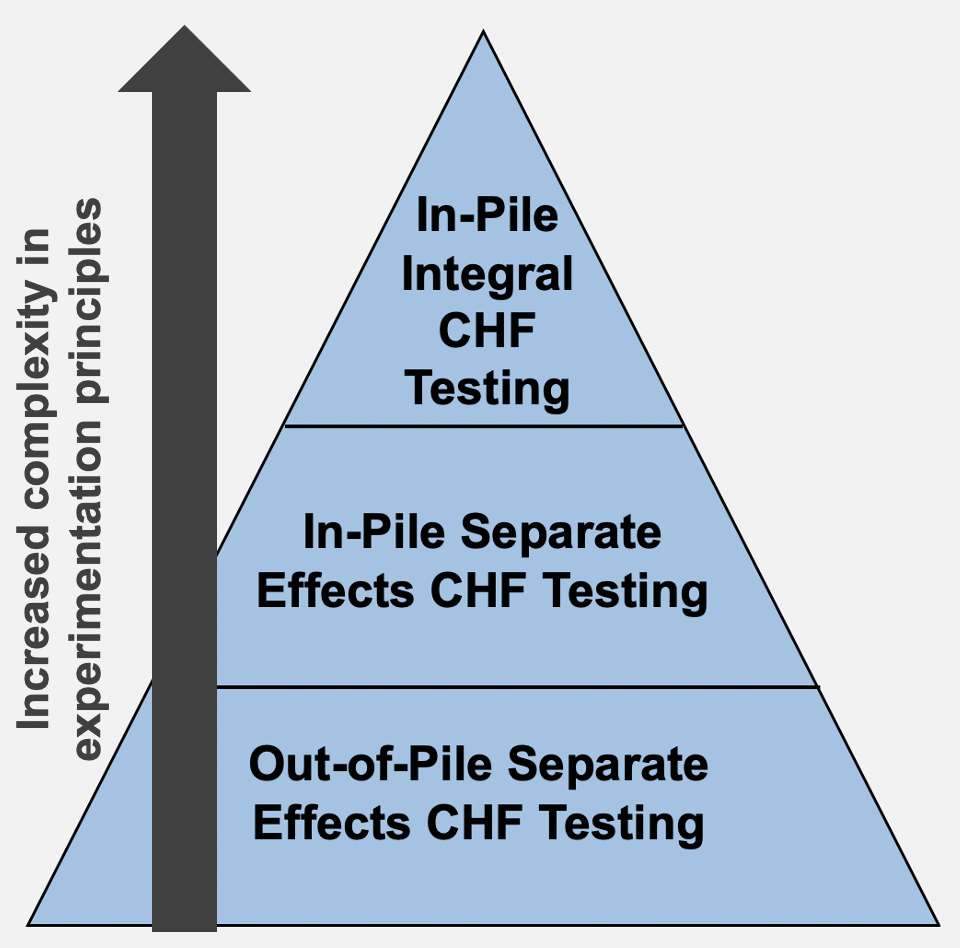 Increased complexity in
experimentation principles
In-Pile
Integral
CHF
Testing
In-Pile Separate
Effects CHF Testing
Out-of-Pile Separate
Effects CHF Testing